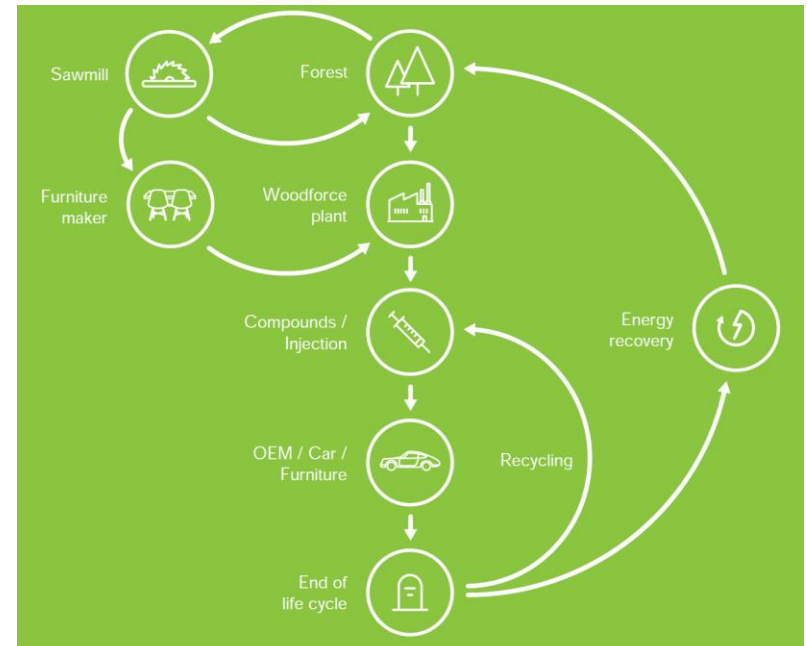 Sawmill
Forest
Furniture
maker
Woodforce
plant
Compounds /
Injection
Energy
recovery
OEM / Car /
Furniture
Recycling
End of
life cycle